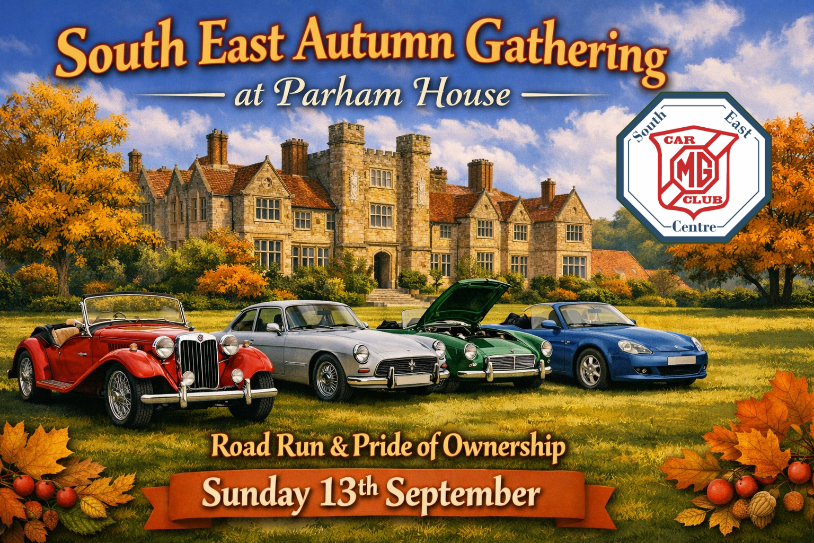 South East Autumn Gathering
at Parham House
South East
CAR
MG
CLUB
Centre
Road Run & Pride of Ownership
Sunday 13th September